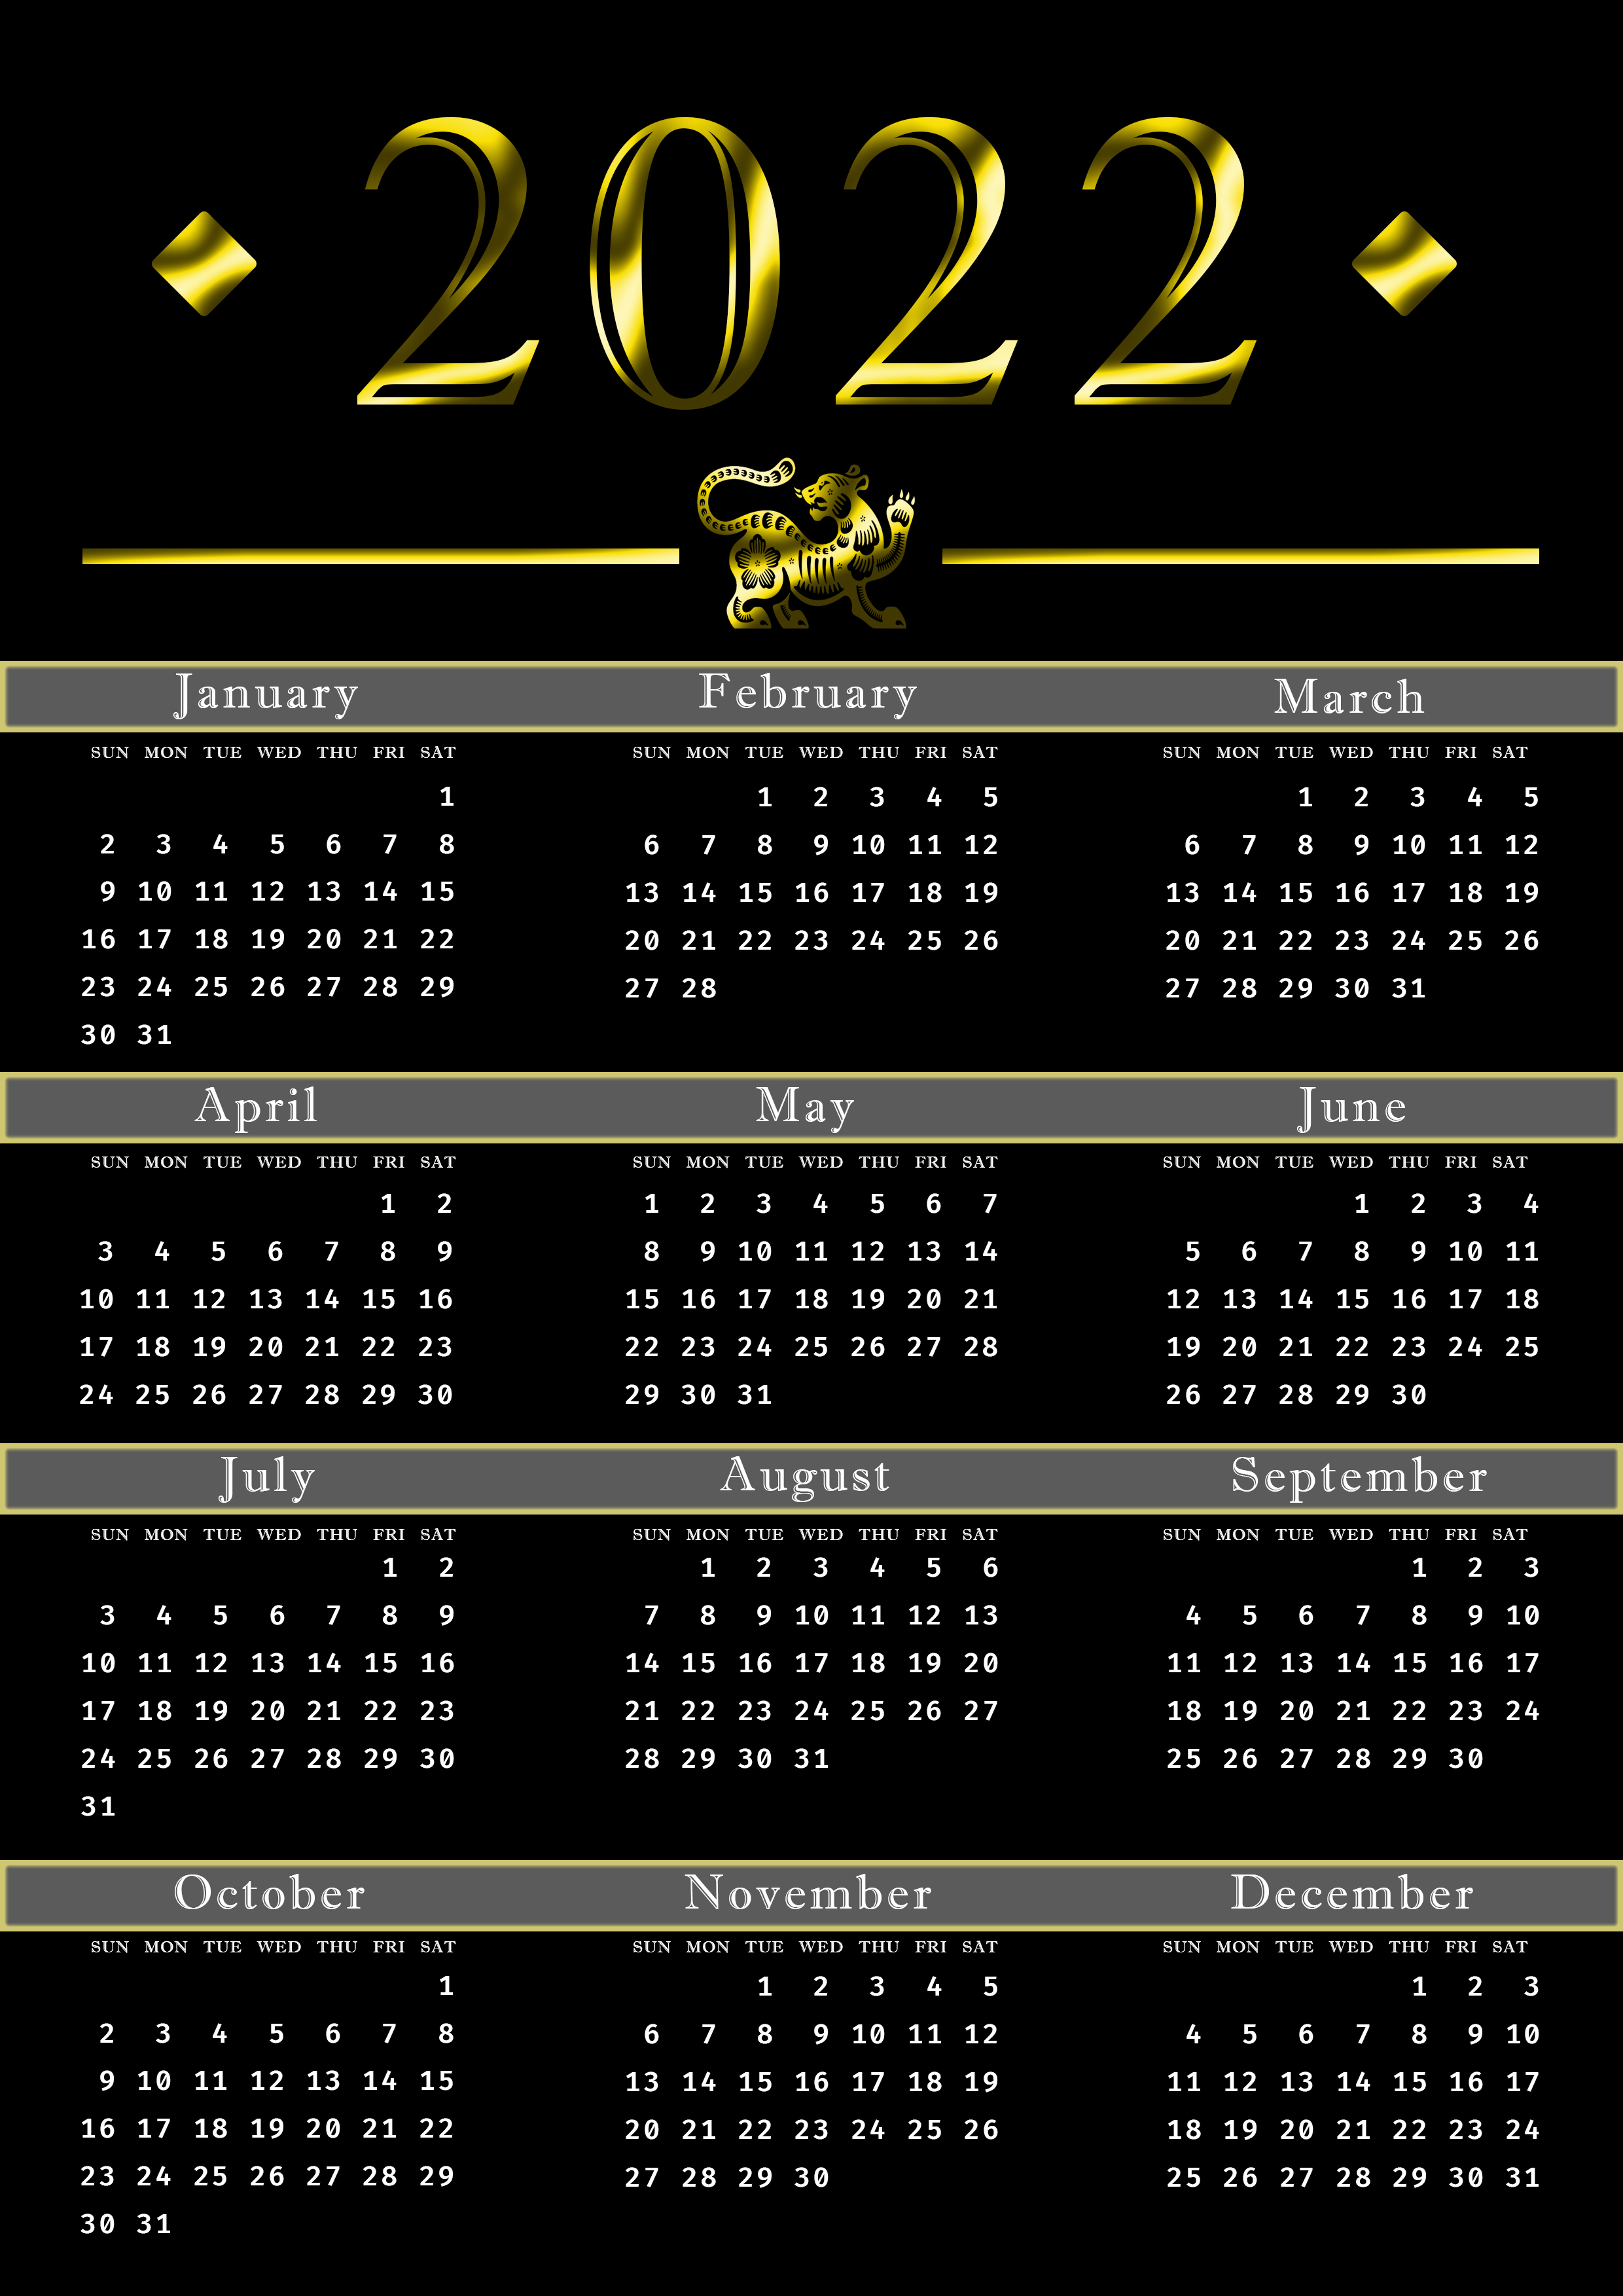 2022
January February March
SUN MON TUE WED THU FRI SAT SUN MON TUE WED THU FRI SAT SUN MON TUE WED THU FRI SAT
1 1 2 3 4 5 1 2 3 4 5
2 3 4 5 6 7 8 6 7 8 9 10 11 12 6 7 8 9 10 11 12
9 10 11 12 13 14 15 13 14 15 16 17 18 19 13 14 15 16 17 18 19
16 17 18 19 20 21 22 20 21 22 23 24 25 26 20 21 22 23 24 25 26
23 24 25 26 27 28 29 27 28 27 28 29 30 31
30 31
April May June
SUN MON TUE WED THU FRI SAT SUN MON TUE WED THU FRI SAT SUN MON TUE WED THU FRI SAT
1 2 1 2 3 4 5 6 7 1 2 3 4
3 4 5 6 7 8 9 8 9 10 11 12 13 14 5 6 7 8 9 10 11
10 11 12 13 14 15 16 15 16 17 18 19 20 21 12 13 14 15 16 17 18
17 18 19 20 21 22 23 22 23 24 25 26 27 28 19 20 21 22 23 24 25
24 25 26 27 28 29 30 29 30 31 26 27 28 29 30
July August September
SUN MON TUE WED THU FRI SAT SUN MON TUE WED THU FRI SAT SUN MON TUE WED THU FRI SAT
1 2 1 2 3 4 5 6 1 2 3
3 4 5 6 7 8 9 7 8 9 10 11 12 13 4 5 6 7 8 9 10
10 11 12 13 14 15 16 14 15 16 17 18 19 20 11 12 13 14 15 16 17
17 18 19 20 21 22 23 21 22 23 24 25 26 27 18 19 20 21 22 23 24
24 25 26 27 28 29 30 28 29 30 31 25 26 27 28 29 30
31
October November December
SUN MON TUE WED THU FRI SAT SUN MON TUE WED THU FRI SAT SUN MON TUE WED THU FRI SAT
1 1 2 3 4 5 1 2 3
2 3 4 5 6 7 8 6 7 8 9 10 11 12 4 5 6 7 8 9 10
9 10 11 12 13 14 15 13 14 15 16 17 18 19 11 12 13 14 15 16 17
16 17 18 19 20 21 22 20 21 22 23 24 25 26 18 19 20 21 22 23 24
23 24 25 26 27 28 29 27 28 29 30 25 26 27 28 29 30 31
30 31